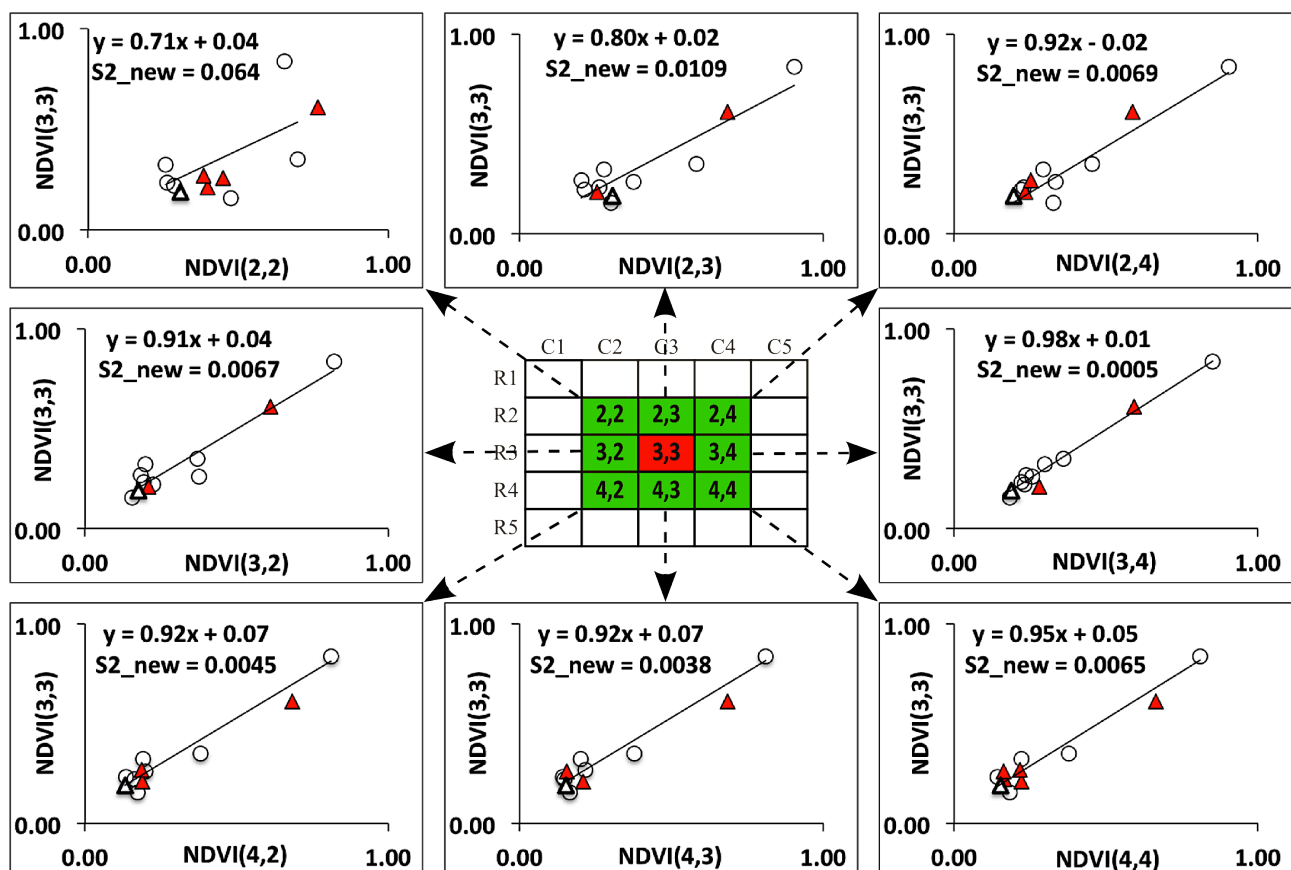 1.00
y = 0.71x + 0.04
S2_new = 0.064
NDVI(3,3)
0.00
0.00
NDVI(2,2)
1.00
1.00
y = 0.80x + 0.02
S2_new = 0.0109
NDVI(3,3)
0.00
0.00
NDVI(2,3)
1.00
1.00
y = 0.92x - 0.02
S2_new = 0.0069
NDVI(3,3)
0.00
0.00
NDVI(2,4)
1.00
1.00
y = 0.91x + 0.04
S2_new = 0.0067
NDVI(3,3)
0.00
0.00
NDVI(3,2)
1.00
C1 C2 C3 C4 C5
R1
R2 2,2 2,3 2,4
R3 3,2 3,3 3,4
R4 4,2 4,3 4,4
R5
1.00
y = 0.98x + 0.01
S2_new = 0.0005
NDVI(3,3)
0.00
0.00
NDVI(3,4)
1.00
1.00
y = 0.92x + 0.07
S2_new = 0.0045
NDVI(3,3)
0.00
0.00
NDVI(4,2)
1.00
1.00
y = 0.92x + 0.07
S2_new = 0.0038
NDVI(3,3)
0.00
0.00
NDVI(4,3)
1.00
1.00
y = 0.95x + 0.05
S2_new = 0.0065
NDVI(3,3)
0.00
0.00
NDVI(4,4)
1.00